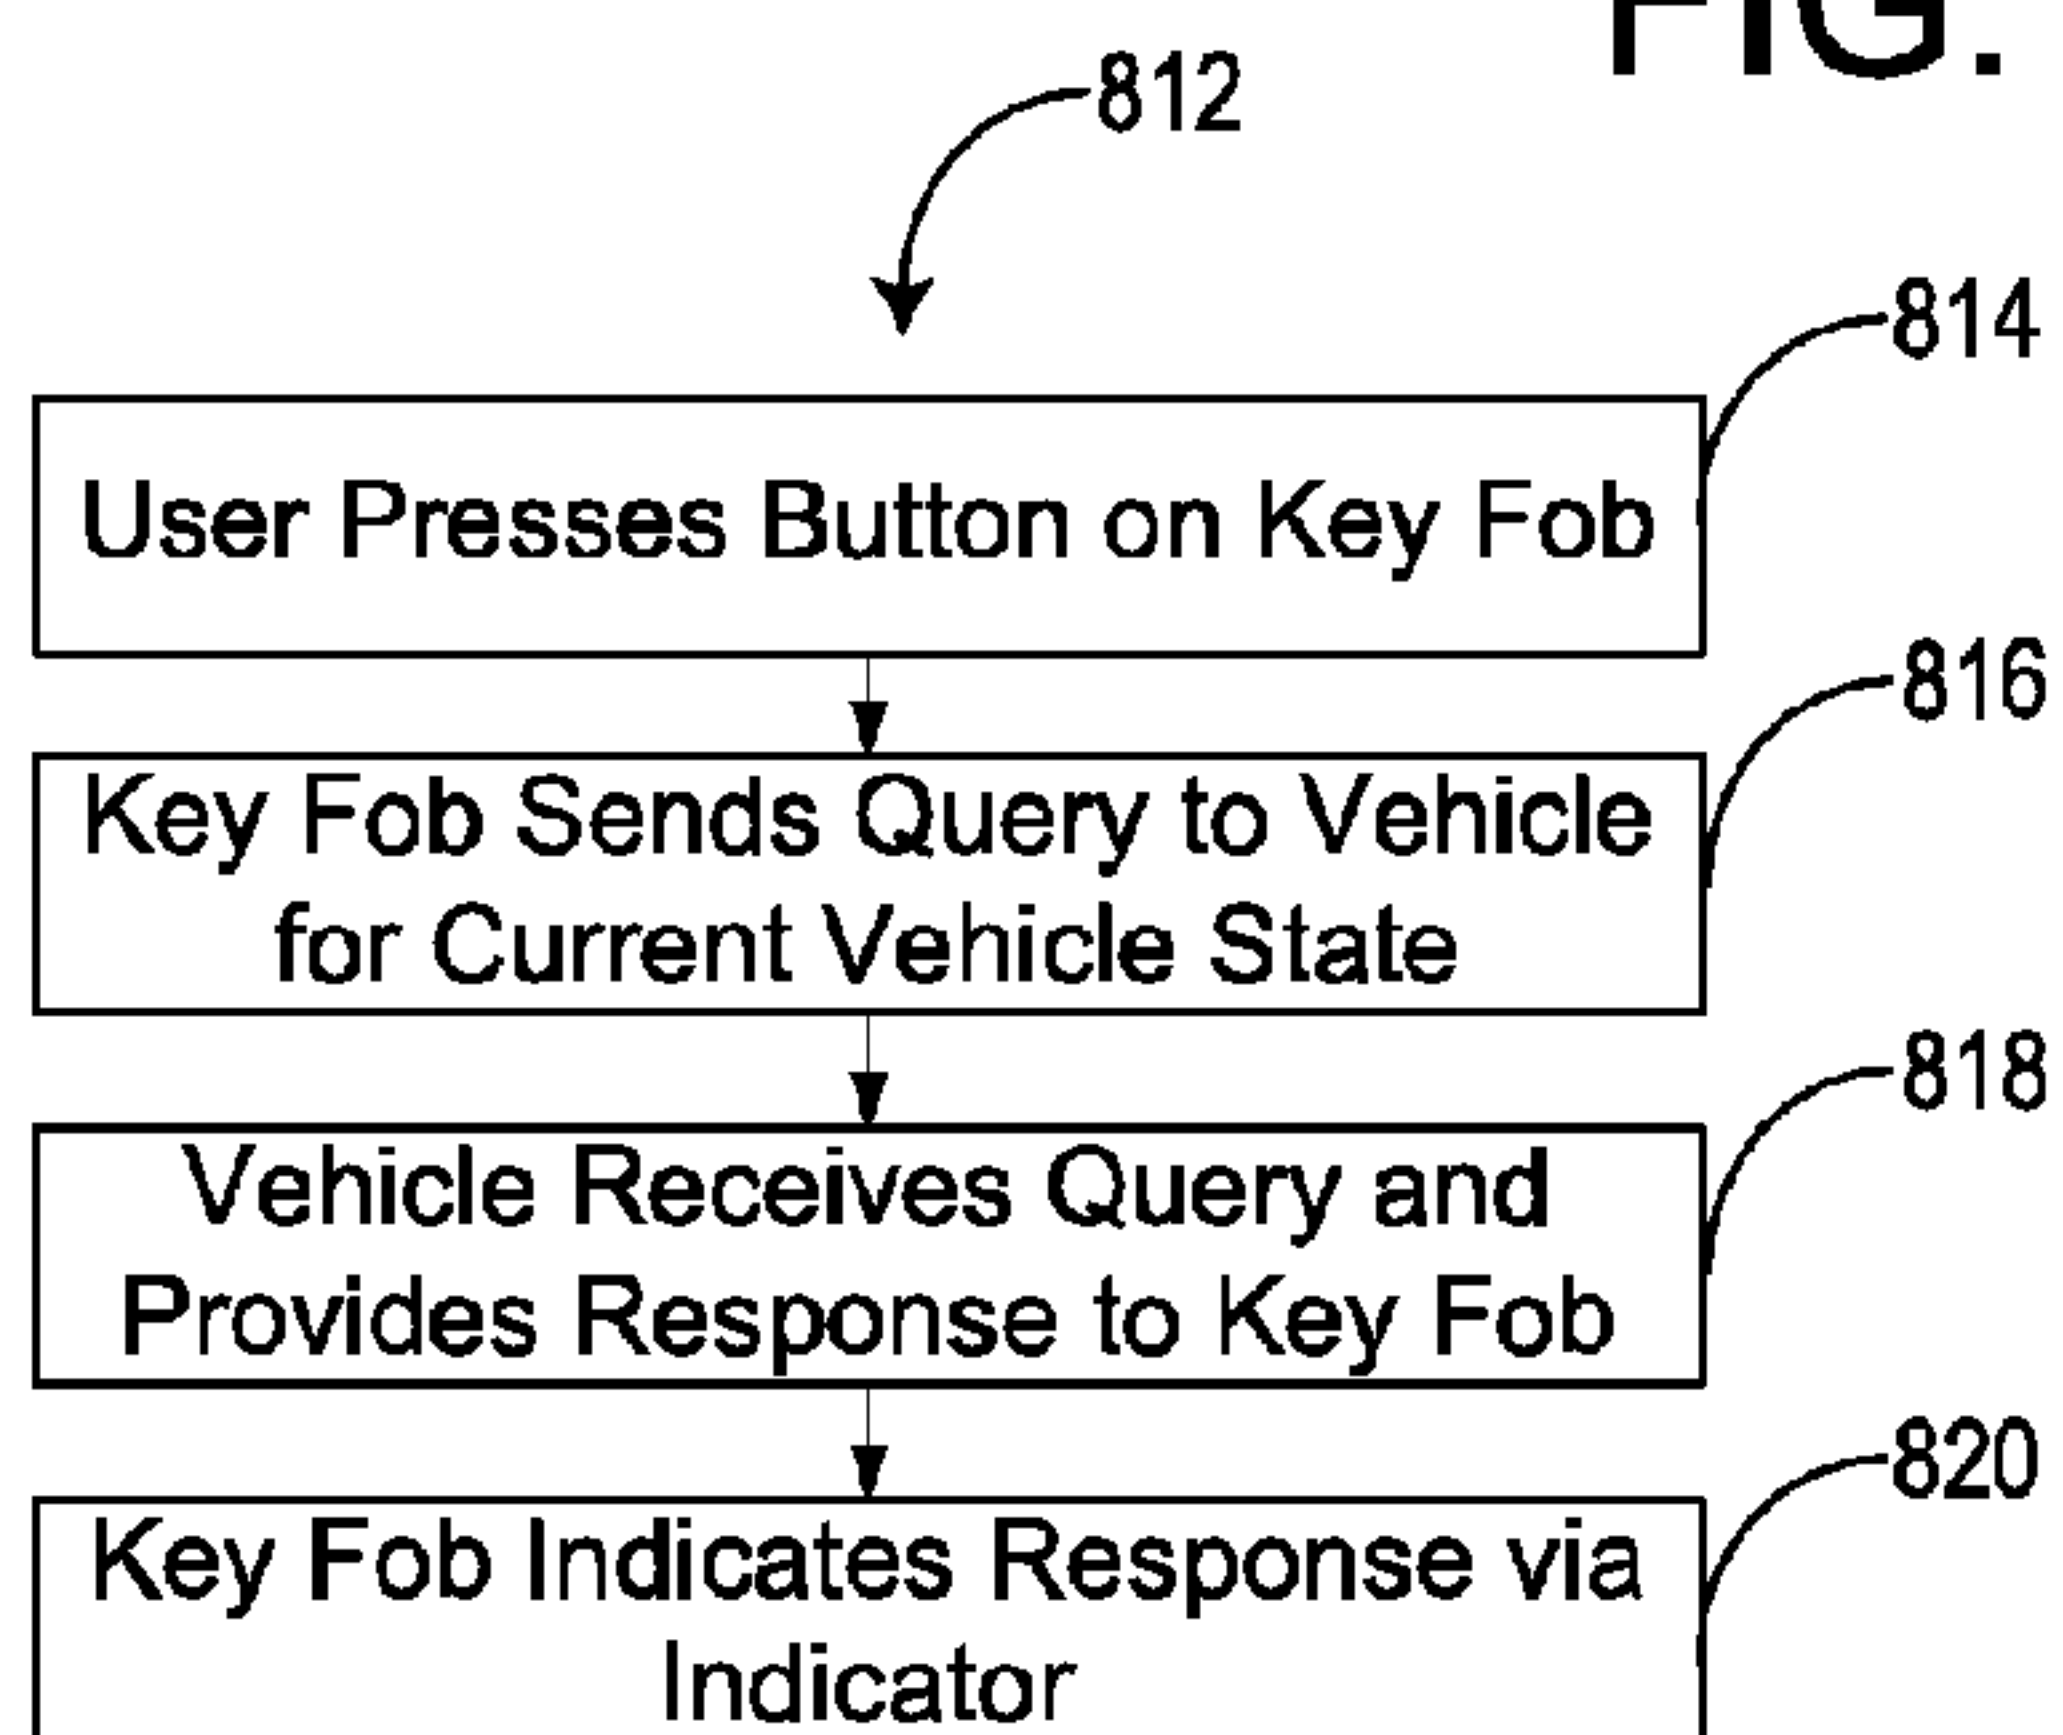 FIG.
812
814
User Presses Button on Key Fob
816
Key Fob Sends Query to Vehicle
for Current Vehicle State
818
Vehicle Receives Query and
Provides Response to Key Fob
820
Key Fob Indicates Response via
Indicator